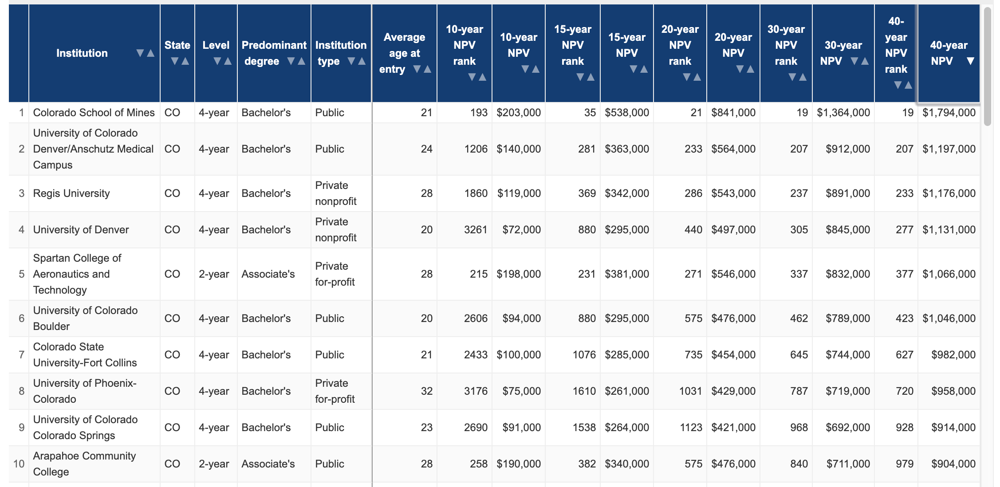 Institution ▼▲ State ▼▲ Level ▼▲ Predominant degree ▼▲ Institution type ▼▲ Average age at entry ▼▲ 10-year NPV rank ▼▲ 10-year NPV ▼▲ 15-year NPV rank ▼▲ 15-year NPV ▼▲ 20-year NPV rank ▼▲ 20-year NPV ▼▲ 30-year NPV rank ▼▲ 30-year NPV ▼▲ 40-year NPV rank ▼▲ 40-year NPV ▼
1 Colorado School of Mines CO 4-year Bachelor's Public 21 193 $203,000 35 $538,000 21 $841,000 19 $1,364,000 19 $1,794,000
2 University of Colorado Denver/Anschutz Medical Campus CO 4-year Bachelor's Public 24 1206 $140,000 281 $363,000 233 $564,000 207 $912,000 207 $1,197,000
3 Regis University CO 4-year Bachelor's Private nonprofit 28 1860 $119,000 369 $342,000 286 $543,000 237 $891,000 233 $1,176,000
4 University of Denver CO 4-year Bachelor's Private nonprofit 20 3261 $72,000 880 $295,000 440 $497,000 305 $845,000 277 $1,131,000
5 Spartan College of Aeronautics and Technology CO 2-year Associate's Private for-profit 28 215 $198,000 231 $381,000 271 $546,000 337 $832,000 377 $1,066,000
6 University of Colorado Boulder CO 4-year Bachelor's Public 20 2606 $94,000 880 $295,000 575 $476,000 462 $789,000 423 $1,046,000
7 Colorado State University-Fort Collins CO 4-year Bachelor's Public 21 2433 $100,000 1076 $285,000 735 $454,000 645 $744,000 627 $982,000
8 University of Phoenix-Colorado CO 4-year Bachelor's Private for-profit 32 3176 $75,000 1610 $261,000 1031 $429,000 787 $719,000 720 $958,000
9 University of Colorado Colorado Springs CO 4-year Bachelor's Public 23 2690 $91,000 1538 $264,000 1123 $421,000 968 $692,000 928 $914,000
10 Arapahoe Community College CO 2-year Associate's Public 28 258 $190,000 382 $340,000 575 $476,000 840 $711,000 979 $904,000